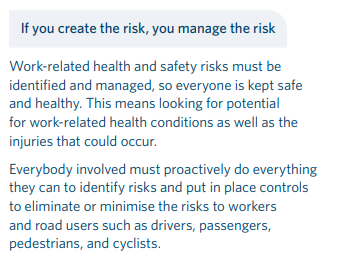 If you create the risk, you manage the risk
Work-related health and safety risks must be
identified and managed, so everyone is kept safe
and healthy. This means looking for potential
for work-related health conditions as well as the
injuries that could occur.
Everybody involved must proactively do everything
they can to identify risks and put in place controls
to eliminate or minimise the risks to workers
and road users such as drivers, passengers,
pedestrians, and cyclists.